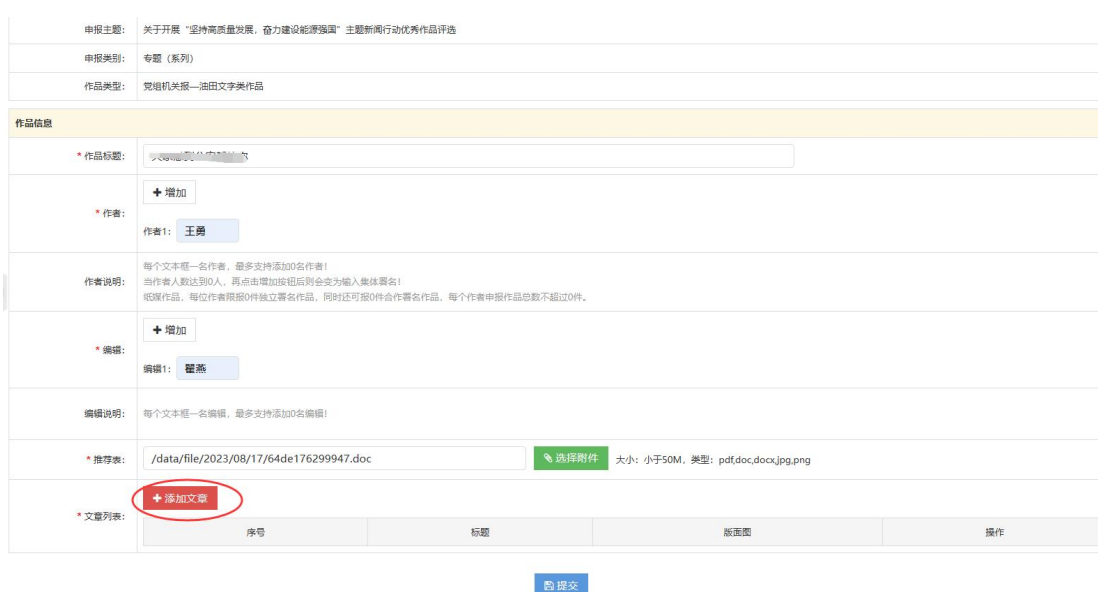 申报主题： 关于开展“坚持高质量发展，奋力建设能源强国”主题新闻行动优秀作品评选
申报类别： 专题（系列）
作品类型： 党组机关报—油田文字类作品
作品信息
* 作品标题：
+ 增加
* 作者：
作者1： 王勇
每个文本框一名作者，最多支持添加0名作者！
作者说明： 当作者人数达到0人，再点击增加按钮后则会变为输入集体署名！
纸媒作品，每位作者限报0件独立署名作品，同时还可报0件合作署名作品，每个作者申报作品总数不超过0件。
+ 增加
* 编辑：
编辑1： 瞿燕
编辑说明： 每个文本框一名编辑，最多支持添加0名编辑！
* 推荐表： /data/file/2023/08/17/64de176299947.doc 选择附件 大小：小于50M，类型：pdf,doc,docx,jpg,png
+ 添加文章
* 文章列表：
序号 标题 版面图 操作
提交